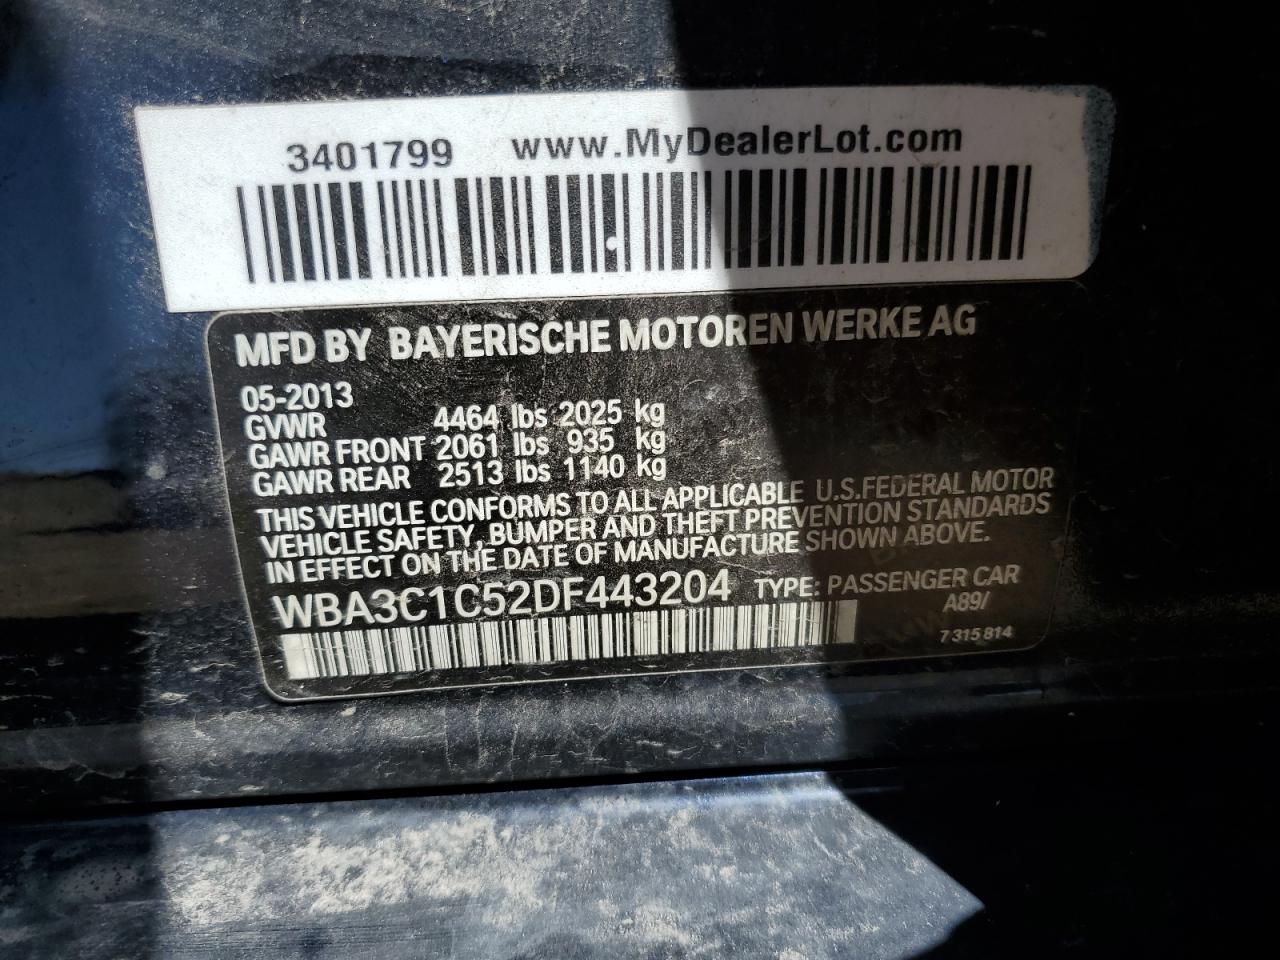 3401799 www.MyDealerLot.com
MFD BY BAYERISCHE MOTOREN WERKE AG
05-2013
GVWR 4464 lbs 2025 kg
GAWR FRONT 2061 lbs 935 kg
GAWR REAR 2513 lbs 1140 kg
THIS VEHICLE CONFORMS TO ALL APPLICABLE U.S.FEDERAL MOTOR
VEHICLE SAFETY, BUMPER AND THEFT PREVENTION STANDARDS
IN EFFECT ON THE DATE OF MANUFACTURE SHOWN ABOVE.
WBA3C1C52DF443204 TYPE: PASSENGER CAR
A89/
7 315 814